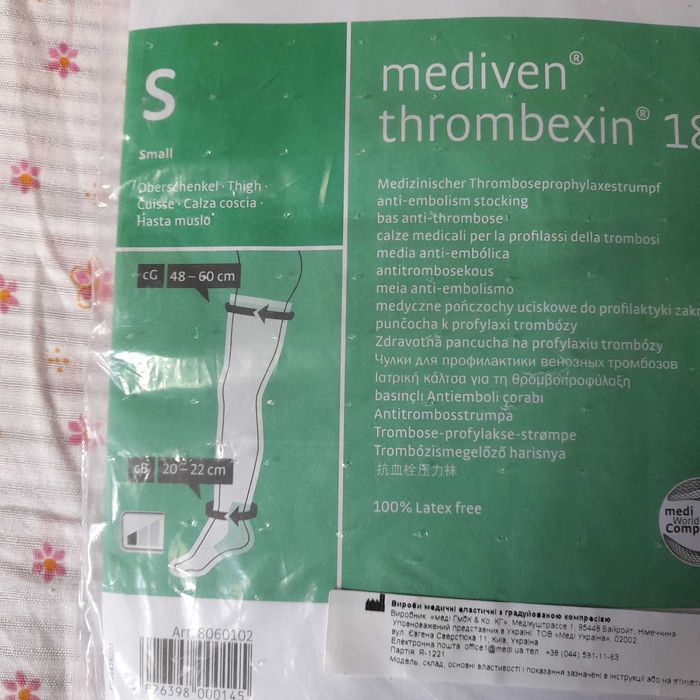 S
Small
Oberschenkel · Thigh ·
Cuisse · Calza coscia ·
Hasta muslo
cG 48 – 60 cm
cB 20 – 22 cm
mediven®
thrombexin® 18
Medizinischer Thromboseprophylaxestrumpf
anti-embolism stocking
bas anti-thrombose
calze medicali per la profilassi della trombosi
media anti-embólica
antitrombosekous
meia anti-embolismo
medyczne pończochy uciskowe do profilaktyki zakr
punčocha k profylaxi trombózy
Zdravotná pancucha na profylaxiu trombózy
Чулки для профилактики венозных тромбозов
Ιατρική κάλτσα για τη θρομβοπροφύλαξη
basınçlı Antiemboli çorabı
Antitrombosstrumpa
Trombose-profylakse-strømpe
Trombózismegelőző harisnya
抗血栓压力袜
100% Latex free
medi
World
Comp
Art. 8060102
000145
Вироби медичні еластичні з градуйованою компресією
Виробник: «меді ГмбХ & Ко. КГ», Медікуштрассе 1, 95448 Байройт, Німеччина
Уповноважений представник в Україні: ТОВ «Меді Україна», 02002,
вул. Євгена Сверстюка 11, Київ, Україна
Електронна пошта: office1@medi.ua тел.: +38 (044) 591-11-63
Партія: R-1221
Модель, склад, основні властивості і показання зазначені в інструкції або на етикет